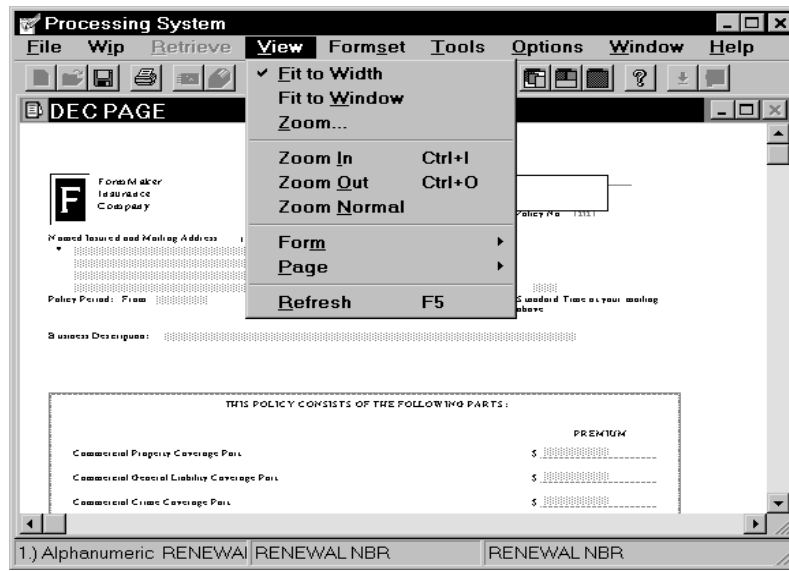 Processing System
File Wip Retrieve View Formset Tools Options Window Help
Fit to Width
Fit to Window
Zoom...
Zoom In Ctrl+I
Zoom Out Ctrl+O
Zoom Normal
Form
Page
Refresh F5
DEC PAGE
F
FormMaker
Insurance
Company
Policy No
Named Insured and Mailing Address
Policy Period: From
Standard Time at your mailing
above
Business Description:
THIS POLICY CONSISTS OF THE FOLLOWING PARTS:
PREMIUM
Commercial Property Coverage Part $
Commercial General Liability Coverage Part $
Commercial Crime Coverage Part $
1.) Alphanumeric RENEWAL RENEWAL NBR RENEWAL NBR